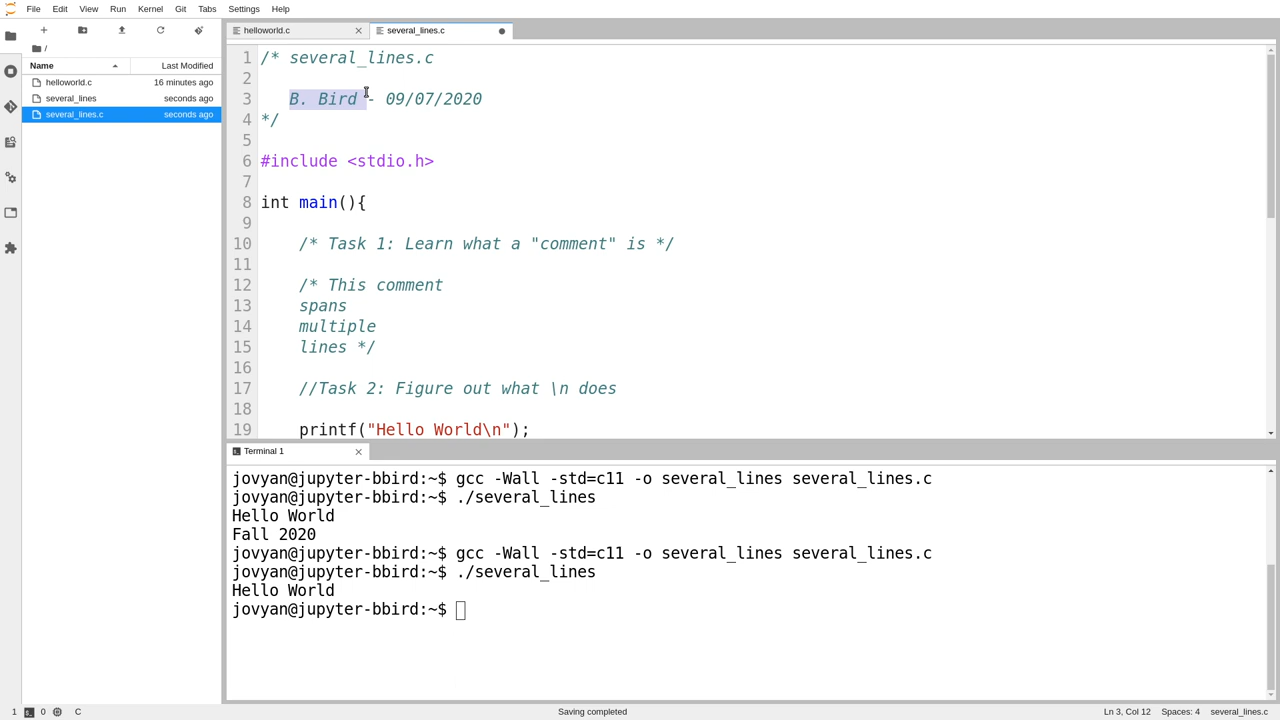 File Edit View Run Kernel Git Tabs Settings Help
/
Name Last Modified
helloworld.c 16 minutes ago
several_lines seconds ago
several_lines.c seconds ago
helloworld.c several_lines.c
1 /* several_lines.c
2
3 B. Bird - 09/07/2020
4 */
5
6 #include <stdio.h>
7
8 int main(){
9
10 /* Task 1: Learn what a "comment" is */
11
12 /* This comment
13 spans
14 multiple
15 lines */
16
17 //Task 2: Figure out what \n does
18
19 printf("Hello World\n");
Terminal 1
jovyan@jupyter-bbird:~$ gcc -Wall -std=c11 -o several_lines several_lines.c
jovyan@jupyter-bbird:~$ ./several_lines
Hello World
Fall 2020
jovyan@jupyter-bbird:~$ gcc -Wall -std=c11 -o several_lines several_lines.c
jovyan@jupyter-bbird:~$ ./several_lines
Hello World
jovyan@jupyter-bbird:~$
1 0 C Saving completed Ln 3, Col 12 Spaces: 4 several_lines.c